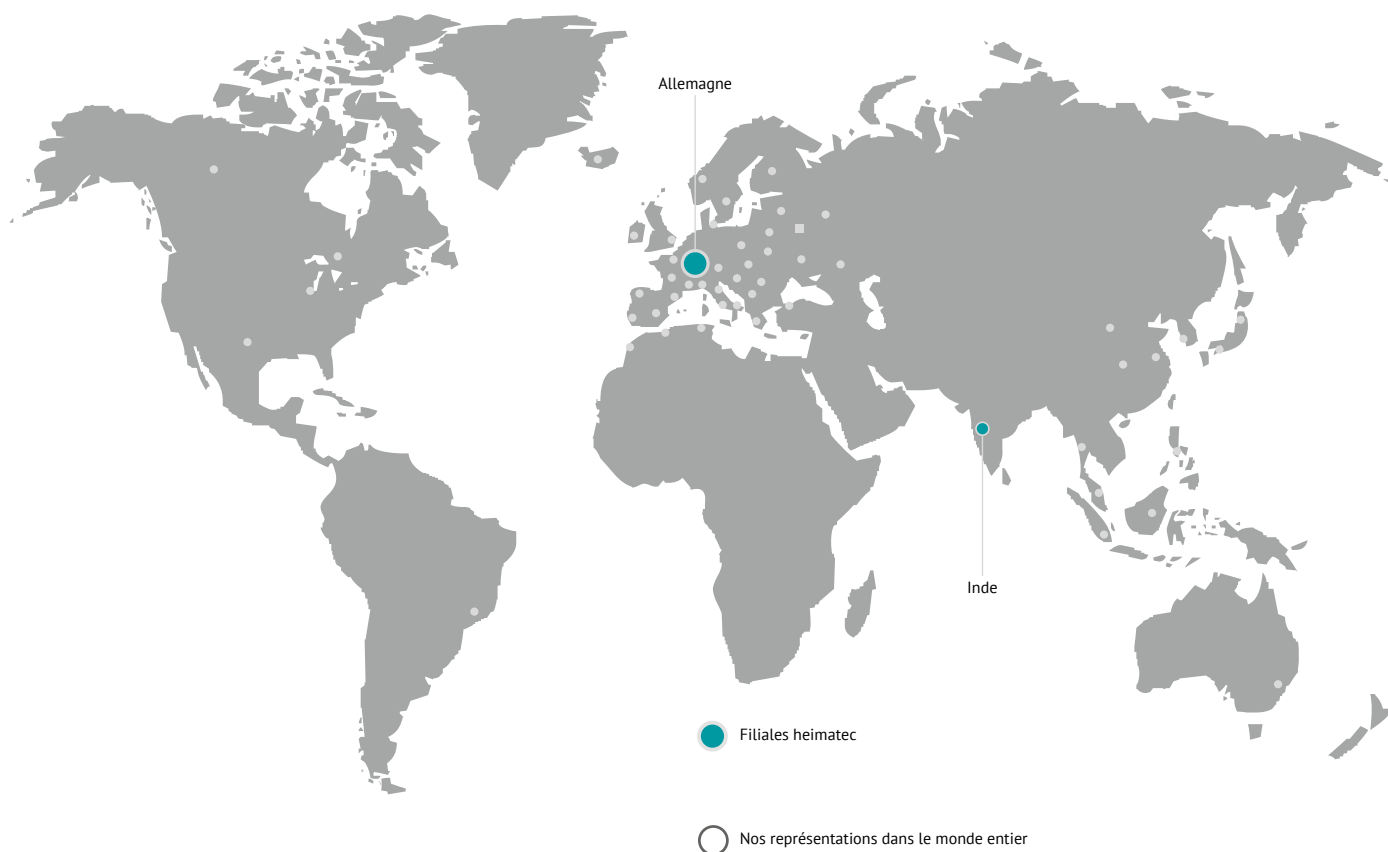 Allemagne
Inde
Filiales heimatec
Nos représentations dans le monde entier